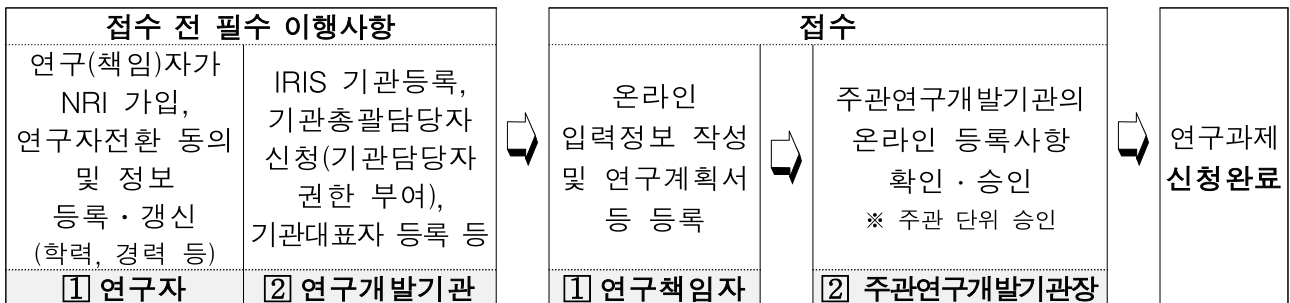 접수 전 필수 이행사항
연구(책임)자가
NRI 가입,
연구자전환 동의
및 정보
등록·갱신
(학력, 경력 등)
1 연구자
IRIS 기관등록,
기관총괄담당자
신청(기관담당자
권한 부여),
기관대표자 등록 등
2 연구개발기관
접수
온라인
입력정보 작성
및 연구계획서
등 등록
1 연구책임자
주관연구개발기관의
온라인 등록사항
확인·승인
※ 주관 단위 승인
2 주관연구개발기관장
연구과제
신청완료